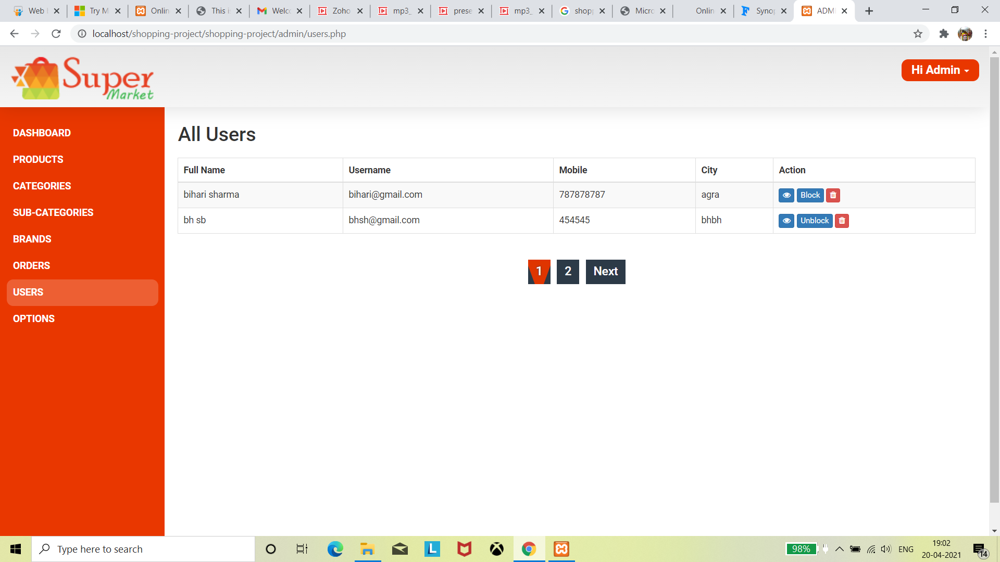 Web Try M Onlin This i Welc Zoho mp3_ prese mp3_ shop Micro Onlin Syno ADMI
localhost/shopping-project/shopping-project/admin/users.php
Super
Market
Hi Admin
DASHBOARD
PRODUCTS
CATEGORIES
SUB-CATEGORIES
BRANDS
ORDERS
USERS
OPTIONS
All Users
Full Name Username Mobile City Action
bihari sharma bihari@gmail.com 787878787 agra Block
bh sb bhsh@gmail.com 454545 bhbh Unblock
1 2 Next
Type here to search
L
98%
ENG
19:02
20-04-2021
14